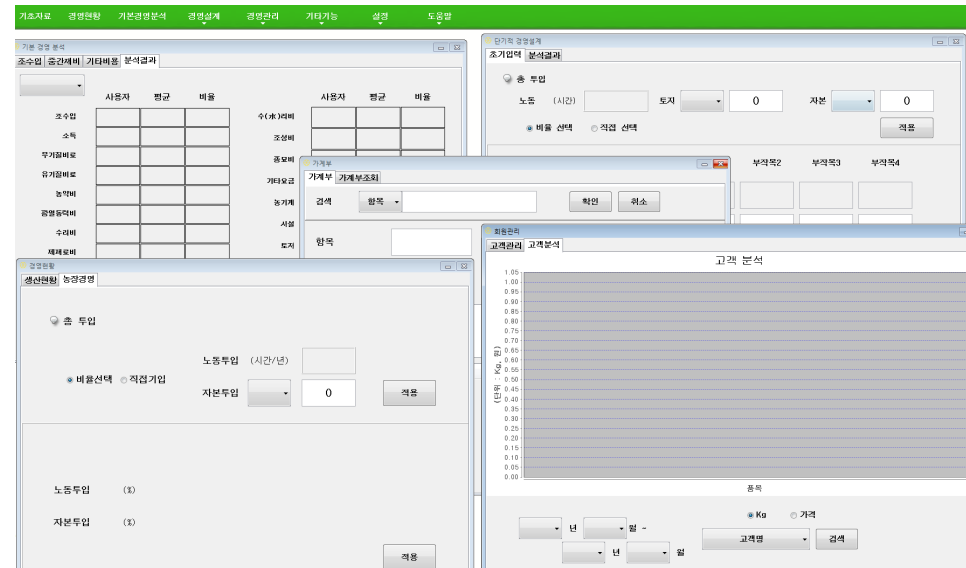 기초자료 경영현황 기본경영분석 경영설계 경영관리 기타기능 설정 도움말
기본 경영 분석
조수입 중간재비 기타비용 분석결과
사용자 평균 비율 사용자 평균 비율
조수입 수(水)리비
소득 조성비
무기질비료 종묘비
유기질비료 기타요금
농약비 농기계
광열동력비 시설
수리비 토지
제재료비
단기적 경영설계
초기입력 분석결과
총 투입
노동 (시간) 토지 0 자본 0
비율 선택 직접 선택 적용
부작목2 부작목3 부작목4
가계부
가계부 가계부조회
검색 항목 확인 취소
항목
경영현황
생산현황 농장경영
총 투입
노동투입 (시간/년)
비율선택 직접기입
자본투입 0 적용
노동투입 (%)
자본투입 (%)
적용
회원관리
고객관리 고객분석
고객 분석
(단위 : Kg, 원)
1.05
1.00
0.95
0.90
0.85
0.80
0.75
0.70
0.65
0.60
0.55
0.50
0.45
0.40
0.35
0.30
0.25
0.20
0.15
0.10
0.05
0.00
품목
Kg 가격
년 월 ~
고객명 검색
년 월